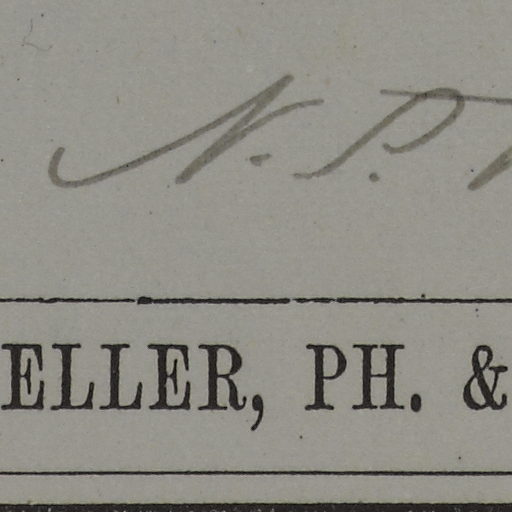 N. P.
ELLER, PH. &